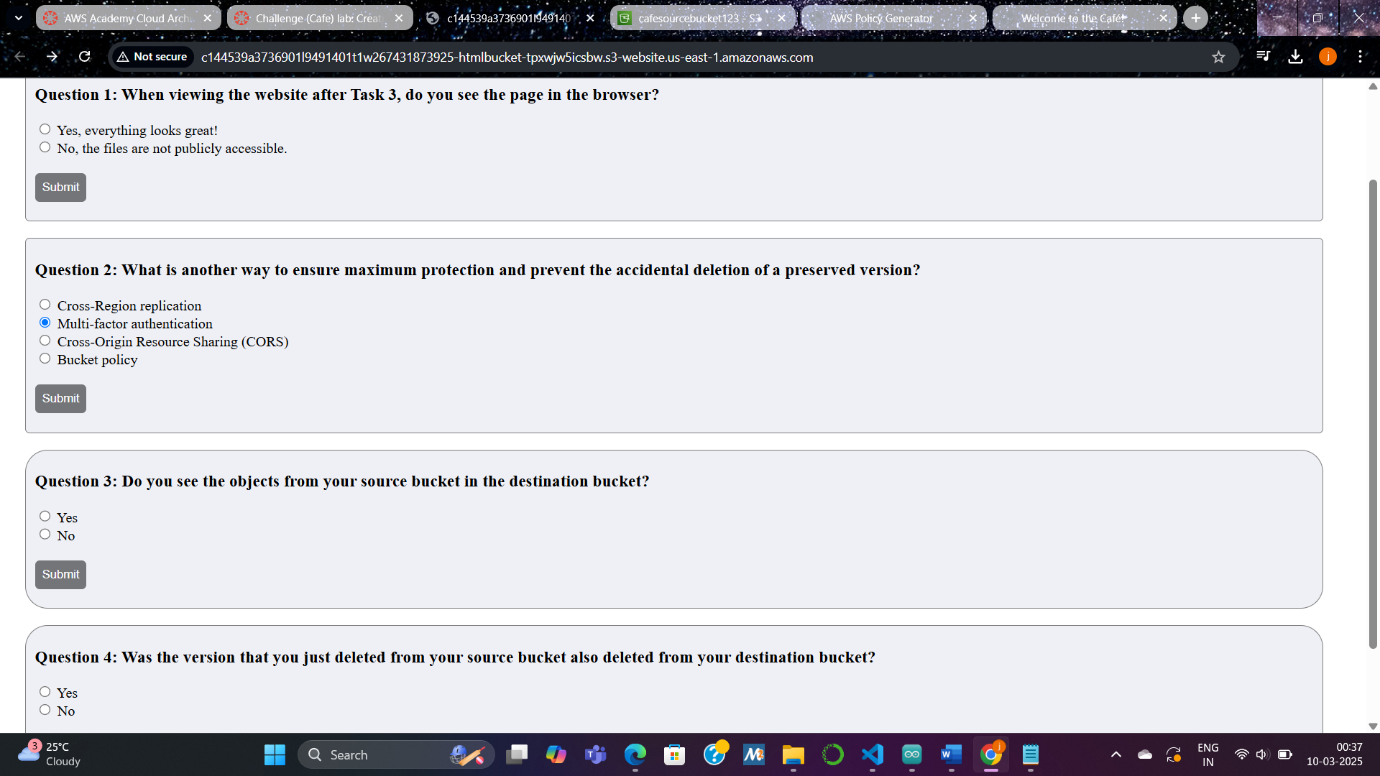 AWS Academy Cloud Arch
Challenge (Cafe) lab: Creat
c144539a3736901l949140
cafesourcebucket123 - S3
AWS Policy Generator
Welcome to the Café!
Not secure
c144539a3736901l9491401t1w267431873925-htmlbucket-tpxwjw5icsbw.s3-website.us-east-1.amazonaws.com
j
Question 1: When viewing the website after Task 3, do you see the page in the browser?
Yes, everything looks great!
No, the files are not publicly accessible.
Submit
Question 2: What is another way to ensure maximum protection and prevent the accidental deletion of a preserved version?
Cross-Region replication
Multi-factor authentication
Cross-Origin Resource Sharing (CORS)
Bucket policy
Submit
Question 3: Do you see the objects from your source bucket in the destination bucket?
Yes
No
Submit
Question 4: Was the version that you just deleted from your source bucket also deleted from your destination bucket?
Yes
No
3
25°C
Cloudy
Search
ENG
IN
00:37
10-03-2025